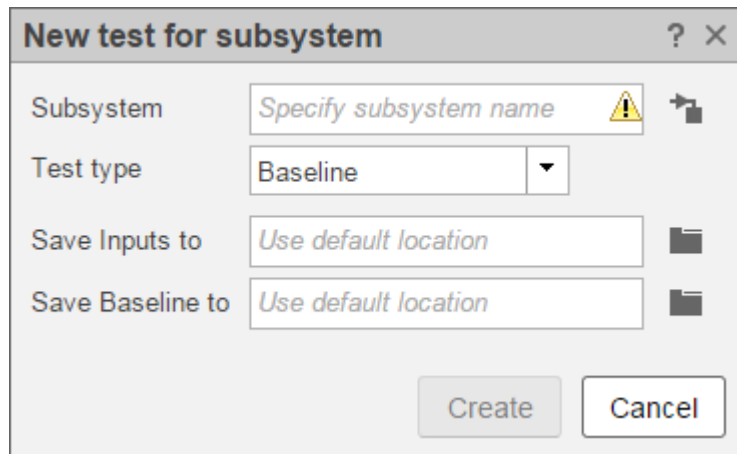 New test for subsystem ? ×
Subsystem Specify subsystem name
Test type Baseline
Save Inputs to Use default location
Save Baseline to Use default location
Create Cancel